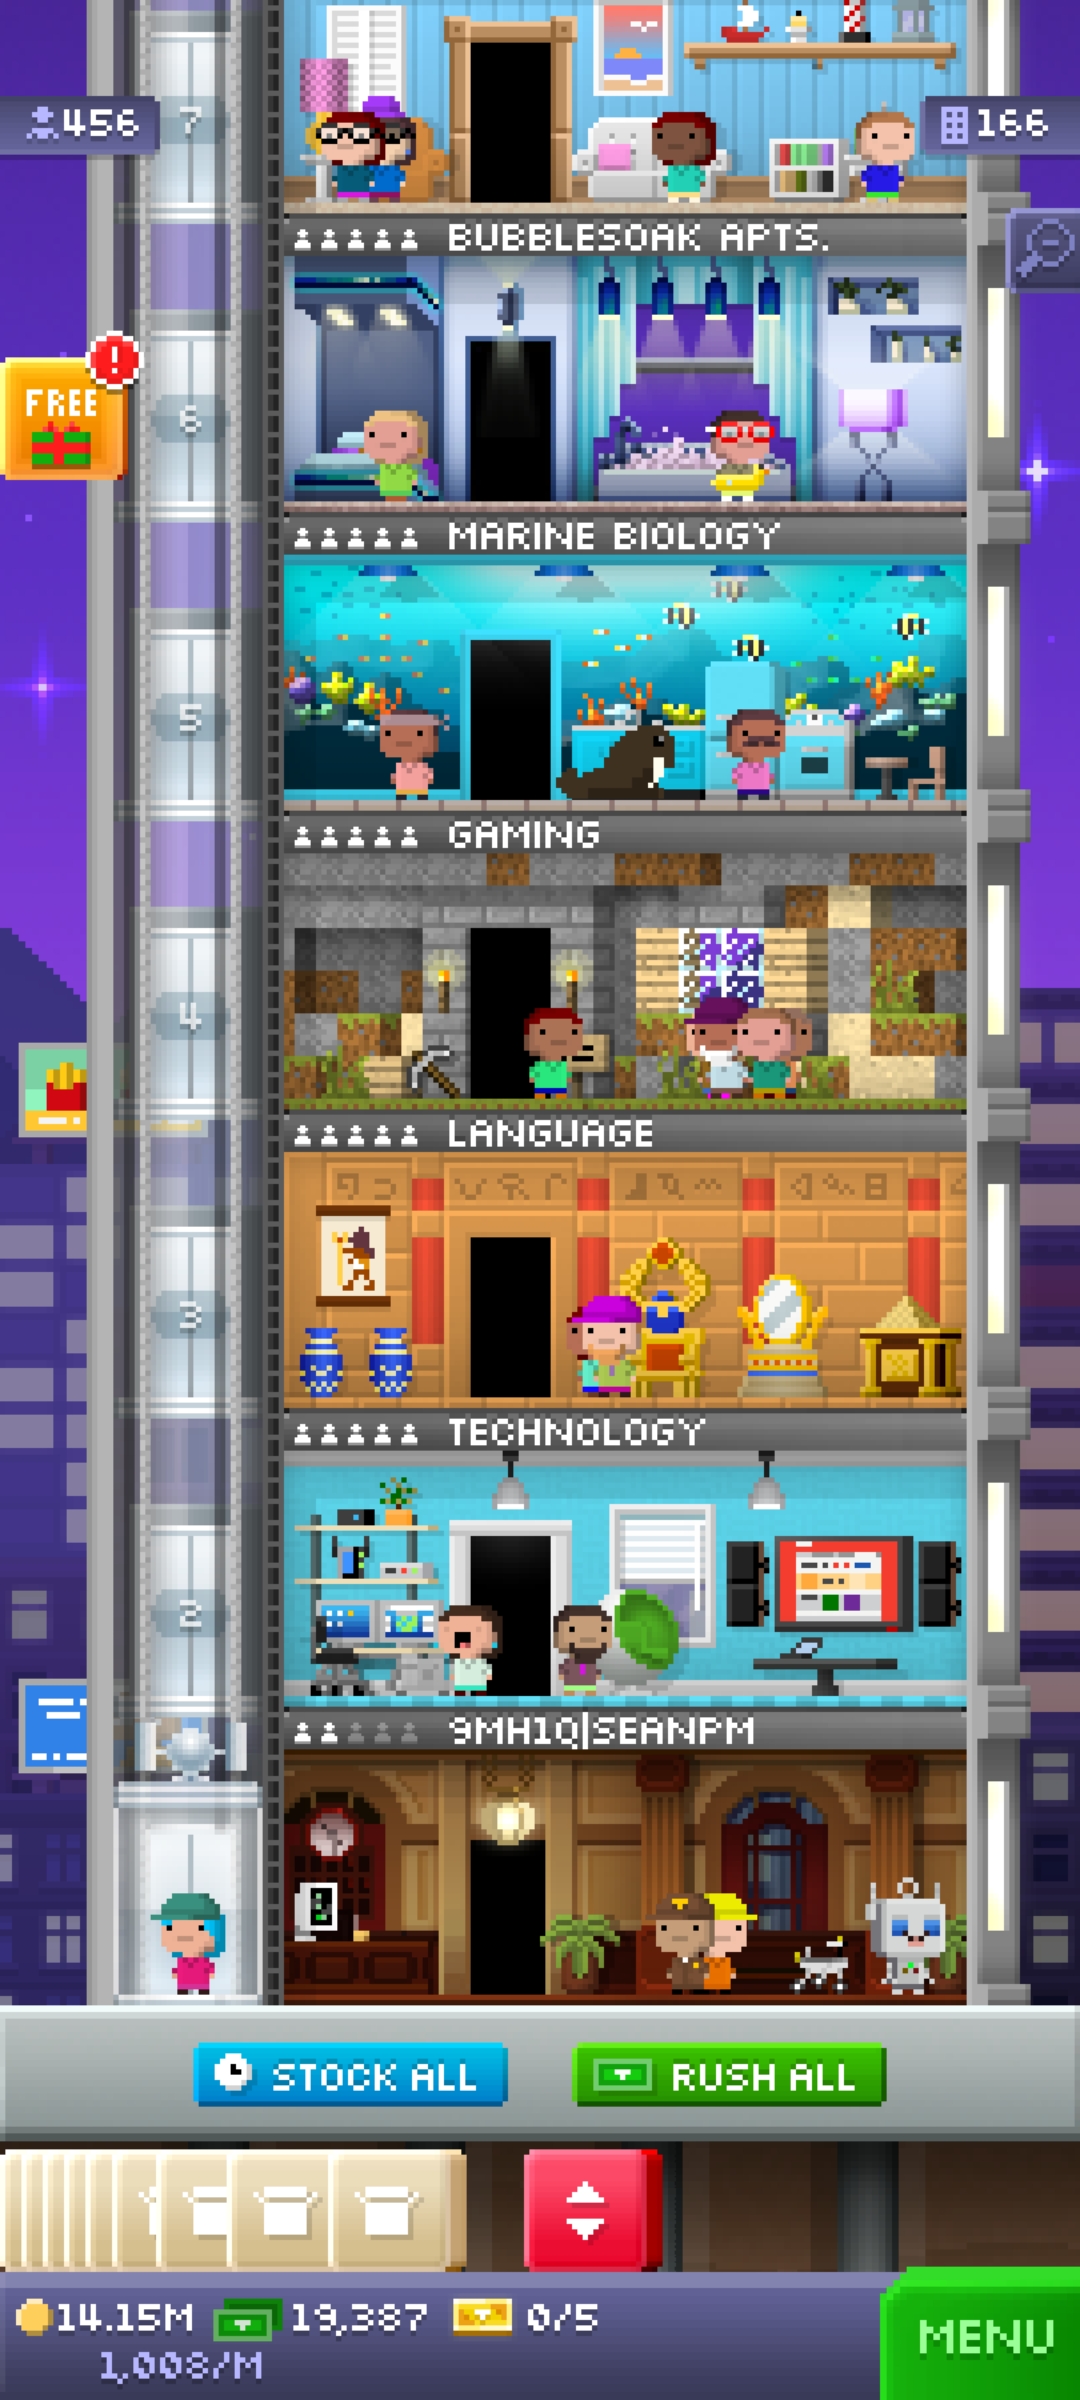 7
456
166
BUBBLESOAK APTS.
6
FREE
!
MARINE BIOLOGY
5
GAMING
4
LANGUAGE
3
TECHNOLOGY
2
9MH1Q|SEANPM
STOCK ALL
RUSH ALL
14.15M
19,387
0/5
1,008/M
MENU